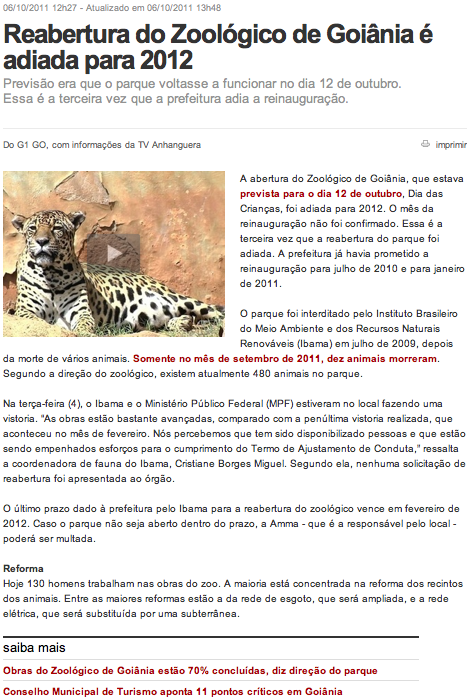 06/10/2011 12h27 - Atualizado em 06/10/2011 13h48
Reabertura do Zoológico de Goiânia é
adiada para 2012
Previsão era que o parque voltasse a funcionar no dia 12 de outubro.
Essa é a terceira vez que a prefeitura adia a reinauguração.
Do G1 GO, com informações da TV Anhanguera
imprimir
A abertura do Zoológico de Goiânia, que estava
prevista para o dia 12 de outubro, Dia das
Crianças, foi adiada para 2012. O mês da
reinauguração não foi confirmado. Essa é a
terceira vez que a reabertura do parque foi
adiada. A prefeitura já havia prometido a
reinauguração para julho de 2010 e para janeiro
de 2011.
O parque foi interditado pelo Instituto Brasileiro
do Meio Ambiente e dos Recursos Naturais
Renováveis (Ibama) em julho de 2009, depois
da morte de vários animais. Somente no mês de setembro de 2011, dez animais morreram.
Segundo a direção do zoológico, existem atualmente 480 animais no parque.
Na terça-feira (4), o Ibama e o Ministério Público Federal (MPF) estiveram no local fazendo uma
vistoria. "As obras estão bastante avançadas, comparado com a penúltima vistoria realizada, que
aconteceu no mês de fevereiro. Nós percebemos que tem sido disponibilizado pessoas e que estão
sendo empenhados esforços para o cumprimento do Termo de Ajustamento de Conduta," ressalta
a coordenadora de fauna do Ibama, Cristiane Borges Miguel. Segundo ela, nenhuma solicitação de
reabertura foi apresentada ao órgão.
O último prazo dado à prefeitura pelo Ibama para a reabertura do zoológico vence em fevereiro de
2012. Caso o parque não seja aberto dentro do prazo, a Amma - que é a responsável pelo local -
poderá ser multada.
Reforma
Hoje 130 homens trabalham nas obras do zoo. A maioria está concentrada na reforma dos recintos
dos animais. Entre as maiores reformas estão a da rede de esgoto, que será ampliada, e a rede
elétrica, que será substituída por uma subterrânea.
saiba mais
Obras do Zoológico de Goiânia estão 70% concluídas, diz direção do parque
Conselho Municipal de Turismo aponta 11 pontos críticos em Goiânia